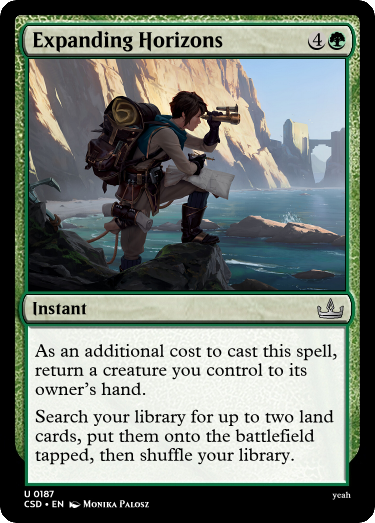 Expanding Horizons 4
Instant
As an additional cost to cast this spell,
return a creature you control to its
owner's hand.
Search your library for up to two land
cards, put them onto the battlefield
tapped, then shuffle your library.
U 0187
CSD • EN Monika Palosz
yeah